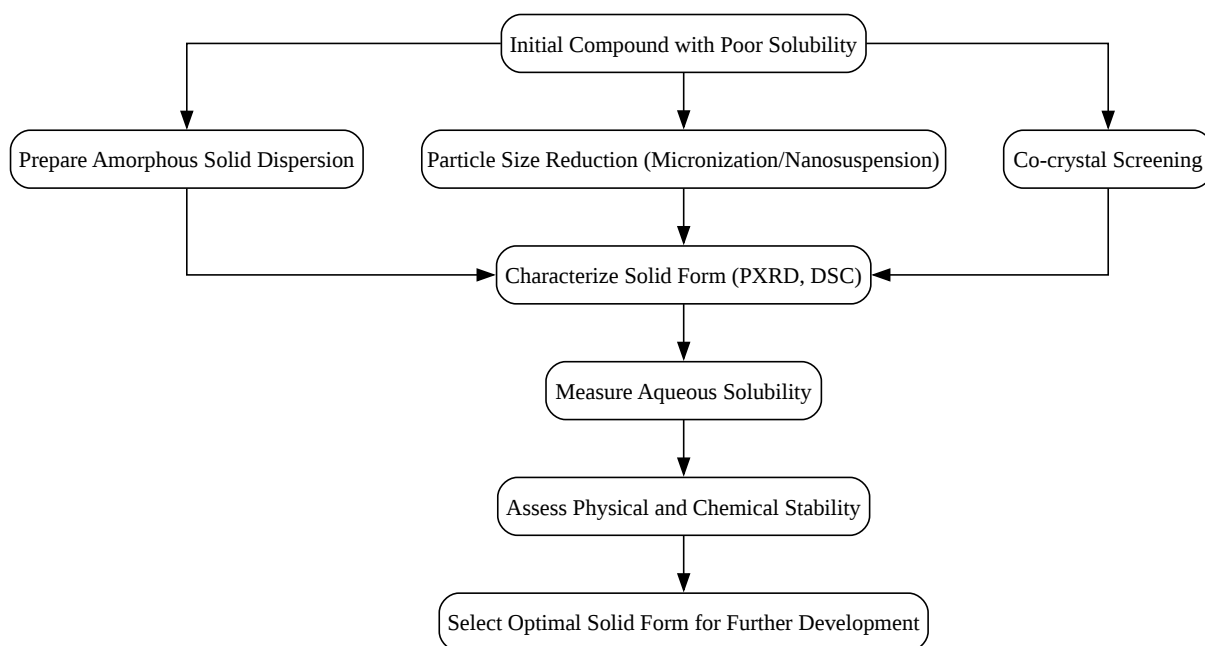 Initial Compound with Poor Solubility
Prepare Amorphous Solid Dispersion
Particle Size Reduction (Micronization/Nanosuspension)
Co-crystal Screening
Characterize Solid Form (PXRD, DSC)
Measure Aqueous Solubility
Assess Physical and Chemical Stability
Select Optimal Solid Form for Further Development